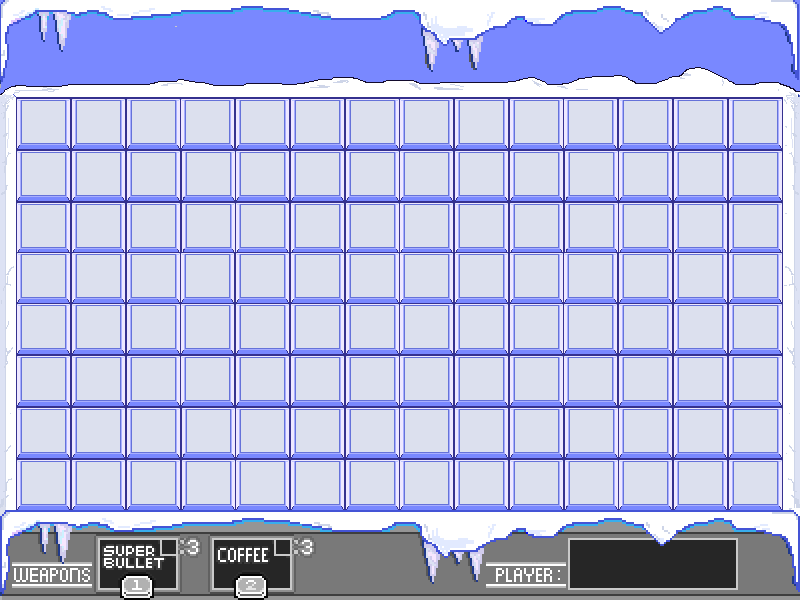 SUPER :3
BULLET
COFFEE :3
WEAPONS
1
2
PLAYER: